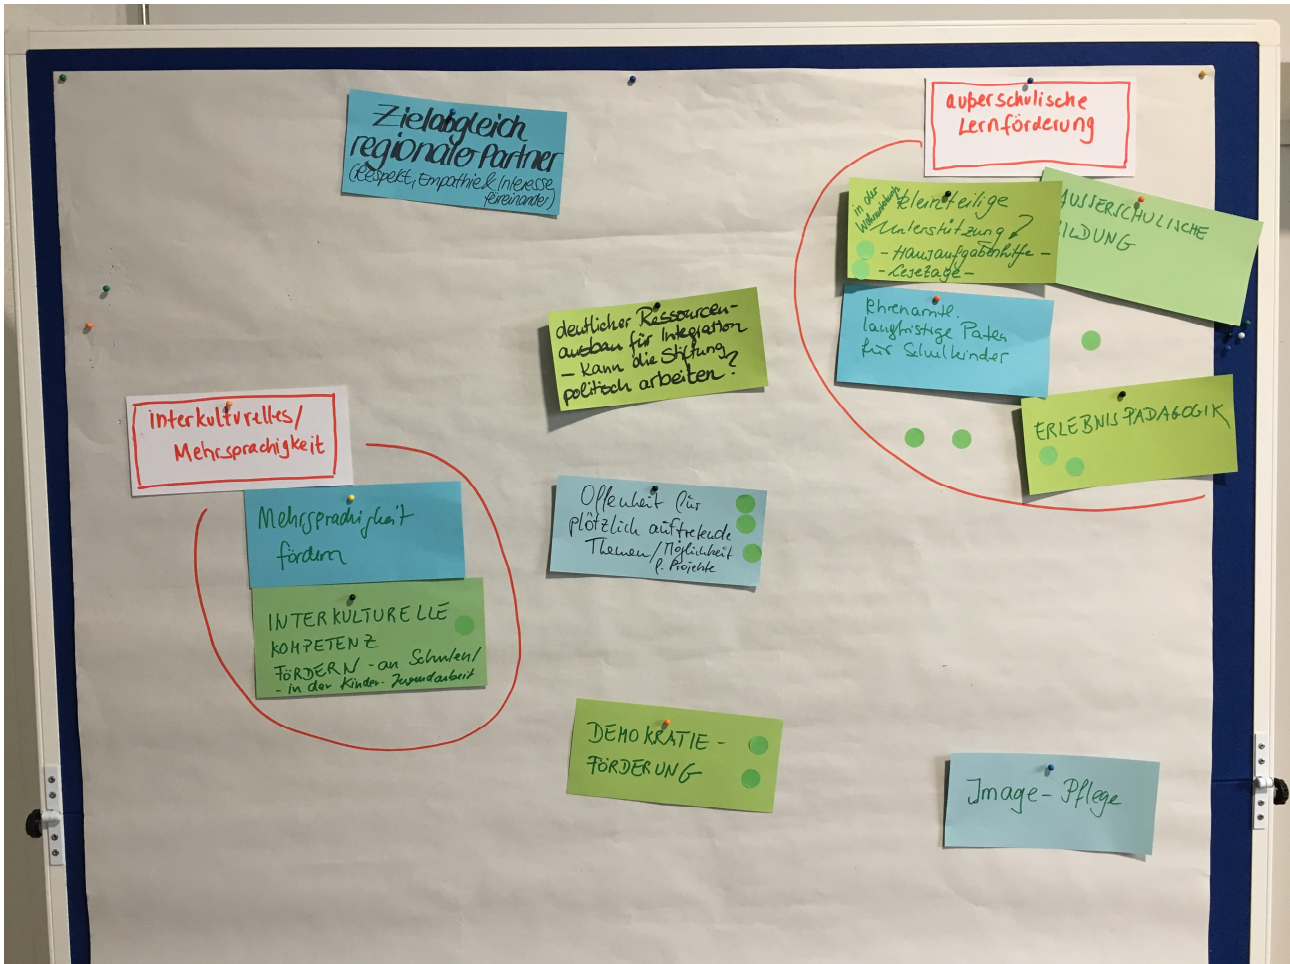 Zielabgleich
regionaler Partner
(Respekt, Empathie & Interesse
füreinander)
außerschulische
Lernförderung
in der
kleinteilige
Unterstützung?
- Hausaufgabenhilfe -
- Lesetage -
AUSSERSCHULISCHE
BILDUNG
Ehrenamtl.
langfristige Paten
für Schulkinder
ERLEBNISPÄDAGOGIK
deutlicher Ressourcen-
ausbau für Integration
- Kann die Stiftung
politisch arbeiten?
interkulturelles/
Mehrsprachigkeit
Mehrsprachigkeit
fördern
INTERKULTURELLE
KOMPETENZ
FÖRDERN - an Schulen/
- in der Kinder-Jugendarbeit
Offenheit für
plötzlich auftretende
Themen/Möglichkeit
f. Projekte
DEMOKRATIE-
FÖRDERUNG
Image-Pflege